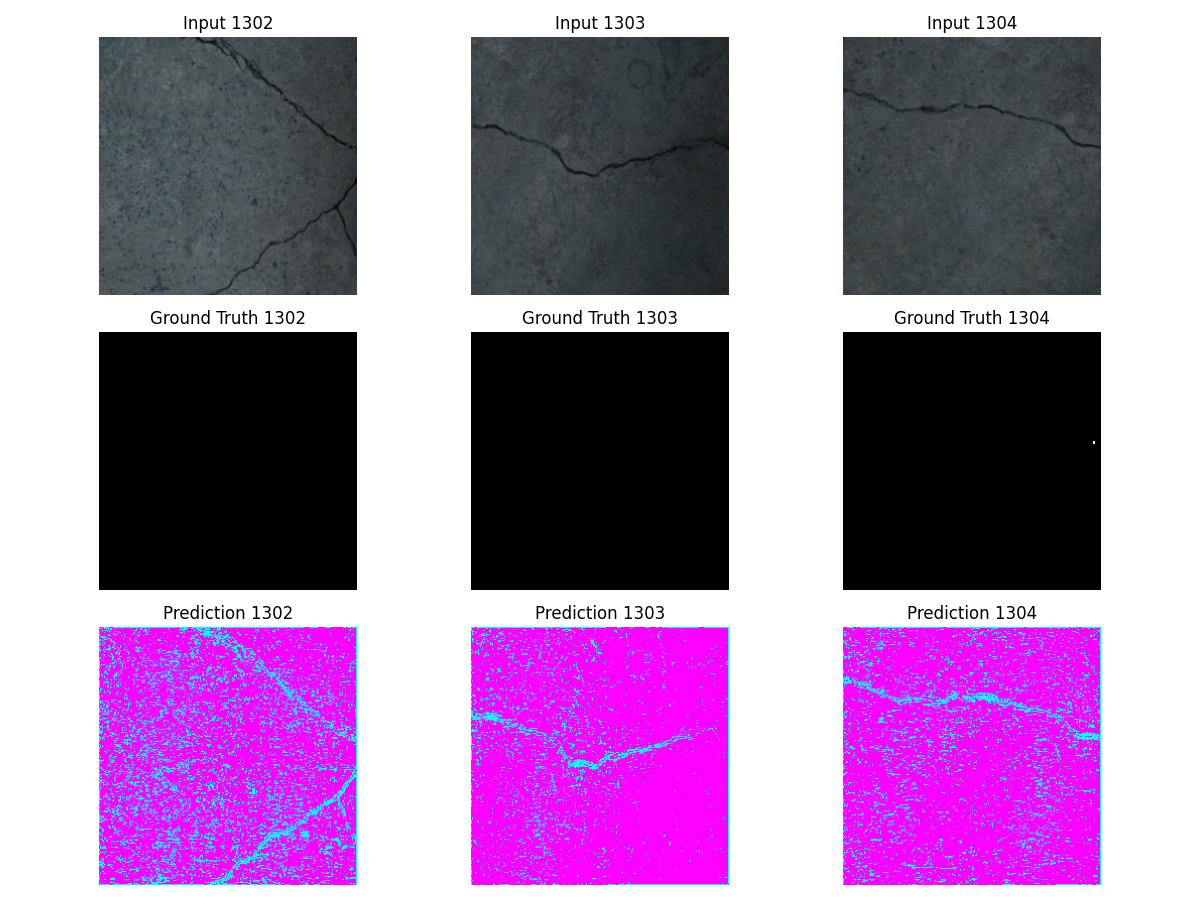 Input 1302
Input 1303
Input 1304
Ground Truth 1302
Ground Truth 1303
Ground Truth 1304
Prediction 1302
Prediction 1303
Prediction 1304